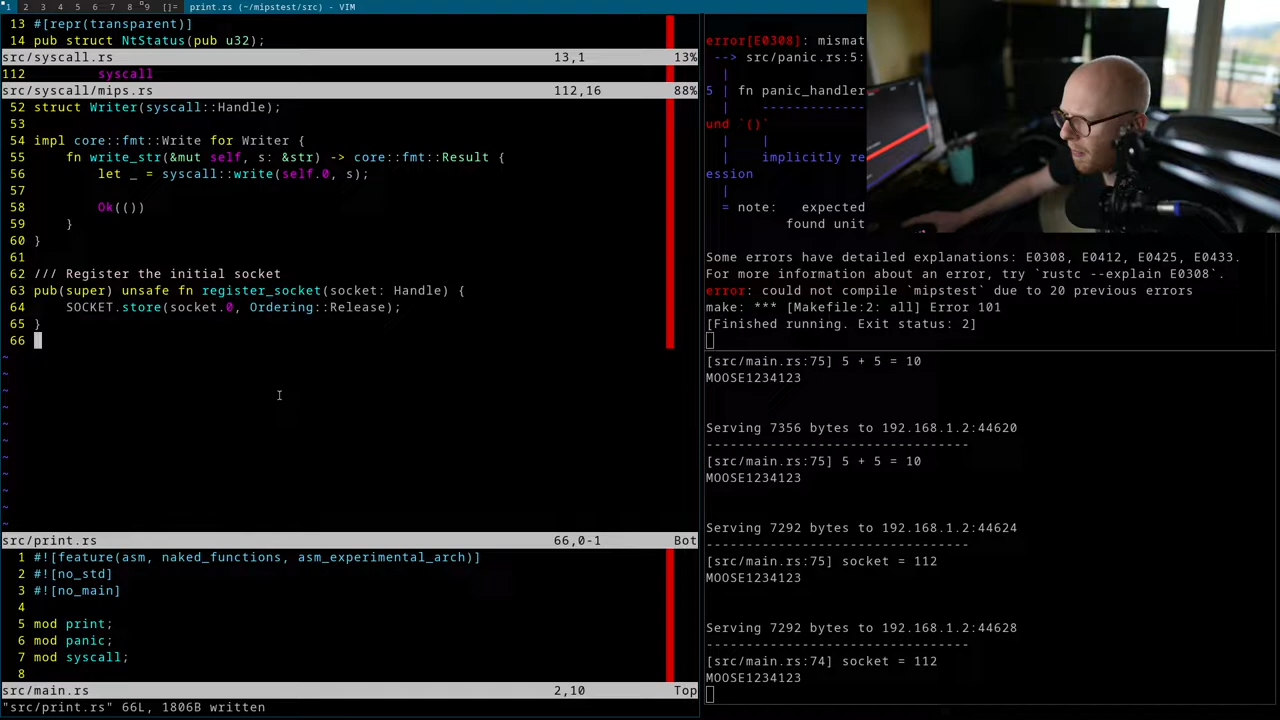 1 2 3 4 5 6 7 8 9 []= print.rs (~/mipstest/src) - VIM
13 #[repr(transparent)]
14 pub struct NtStatus(pub u32);
src/syscall.rs 13,1 13%
112 syscall
src/syscall/mips.rs 112,16 88%
52 struct Writer(syscall::Handle);
53
54 impl core::fmt::Write for Writer {
55 fn write_str(&mut self, s: &str) -> core::fmt::Result {
56 let _ = syscall::write(self.0, s);
57
58 Ok(())
59 }
60 }
61
62 /// Register the initial socket
63 pub(super) unsafe fn register_socket(socket: Handle) {
64 SOCKET.store(socket.0, Ordering::Release);
65 }
66
~
~
~
~
~
~
~
~
~
~
~
src/print.rs 66,0-1 Bot
1 #![feature(asm, naked_functions, asm_experimental_arch)]
2 #![no_std]
3 #![no_main]
4
5 mod print;
6 mod panic;
7 mod syscall;
8
src/main.rs 2,10 Top
"src/print.rs" 66L, 1806B written
error[E0308]: mismat
--> src/panic.rs:5:
|
5 | fn panic_handler
| -------------
und `()`
| |
| implicitly re
ession
|
= note: expected
found unit
Some errors have detailed explanations: E0308, E0412, E0425, E0433.
For more information about an error, try `rustc --explain E0308`.
error: could not compile `mipstest` due to 20 previous errors
make: *** [Makefile:2: all] Error 101
[Finished running. Exit status: 2]
[src/main.rs:75] 5 + 5 = 10
MOOSE1234123
Serving 7356 bytes to 192.168.1.2:44620
---------------------------------
[src/main.rs:75] 5 + 5 = 10
MOOSE1234123
Serving 7292 bytes to 192.168.1.2:44624
---------------------------------
[src/main.rs:75] socket = 112
MOOSE1234123
Serving 7292 bytes to 192.168.1.2:44628
---------------------------------
[src/main.rs:74] socket = 112
MOOSE1234123